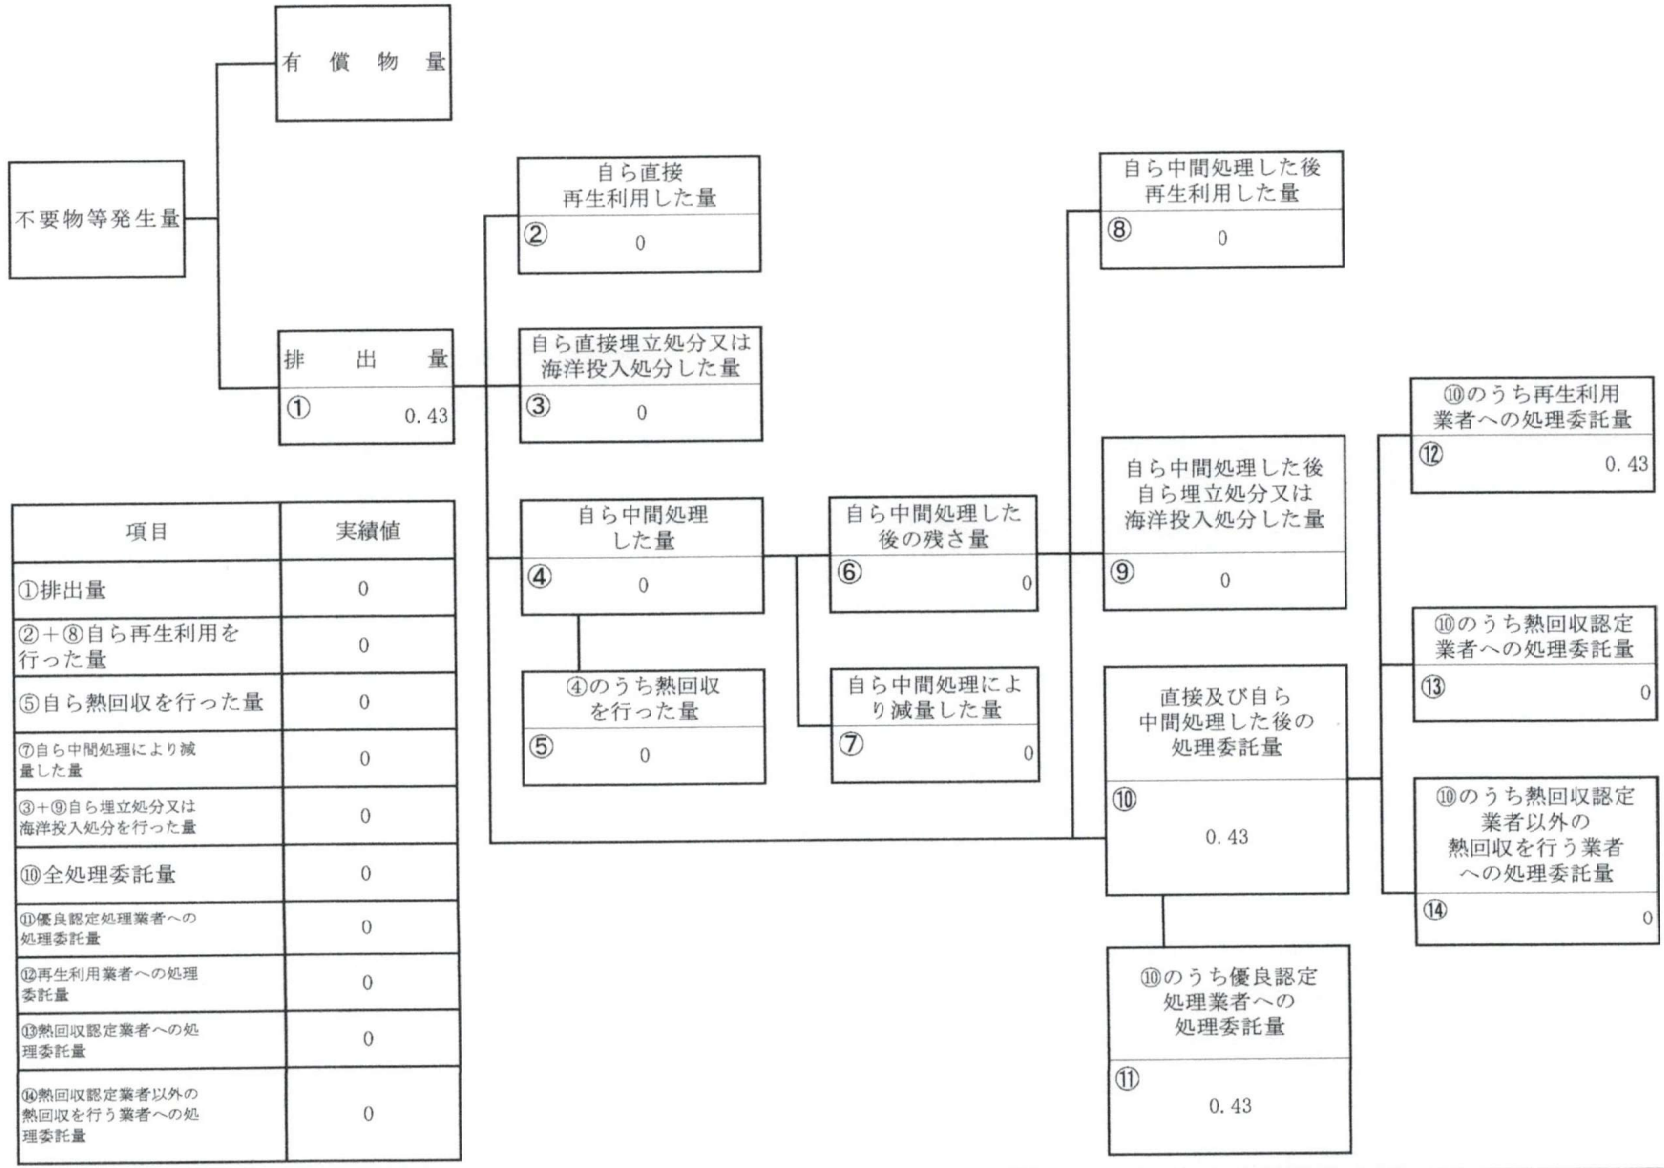 有償物量
不要物等発生量
排出量
①
0.43
自ら直接
再生利用した量
②
0
自ら直接埋立処分又は
海洋投入処分した量
③
0
自ら中間処理
した量
④
0
④のうち熱回収
を行った量
⑤
0
自ら中間処理した
後の残さ量
⑥
0
自ら中間処理によ
り減量した量
⑦
0
自ら中間処理した後
再生利用した量
⑧
0
自ら中間処理した後
自ら埋立処分又は
海洋投入処分した量
⑨
0
直接及び自ら
中間処理した後の
処理委託量
⑩
0.43
⑩のうち優良認定
処理業者への
処理委託量
⑪
0.43
⑩のうち再生利用
業者への処理委託量
⑫
0.43
⑩のうち熱回収認定
業者への処理委託量
⑬
0
⑩のうち熱回収認定
業者以外の
熱回収を行う業者
への処理委託量
⑭
0
項目 実績値
①排出量 0
②+⑧自ら再生利用を
行った量 0
⑤自ら熱回収を行った量 0
⑦自ら中間処理により減
量した量 0
③+⑨自ら埋立処分又は
海洋投入処分を行った量 0
⑩全処理委託量 0
⑪優良認定処理業者への
処理委託量 0
⑫再生利用業者への処理
委託量 0
⑬熱回収認定業者への処
理委託量 0
⑭熱回収認定業者以外の
熱回収を行う業者への処
理委託量 0